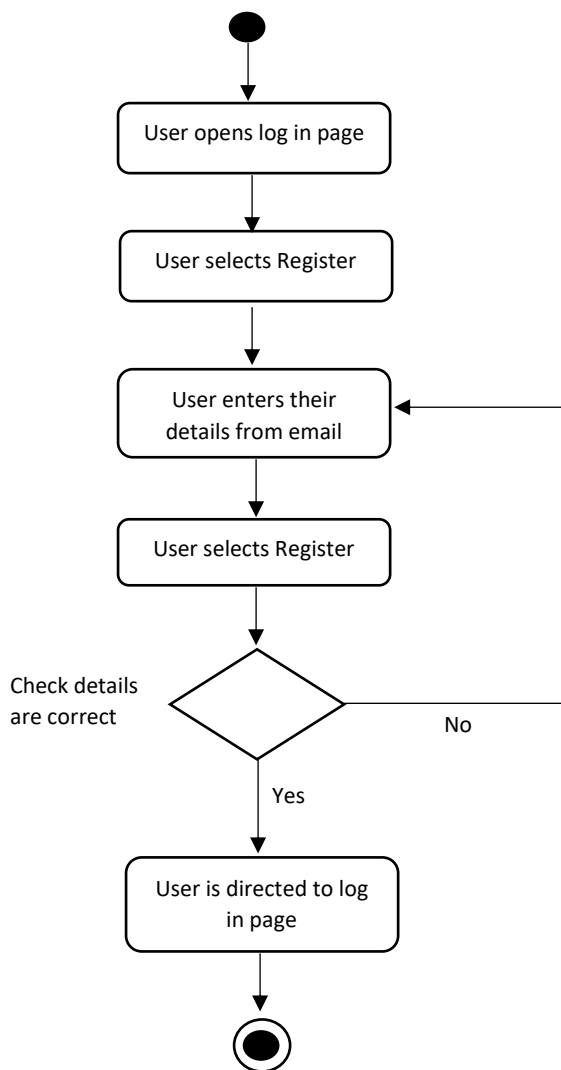 User opens log in page
User selects Register
User enters their
details from email
User selects Register
Check details
are correct
No
Yes
User is directed to log
in page